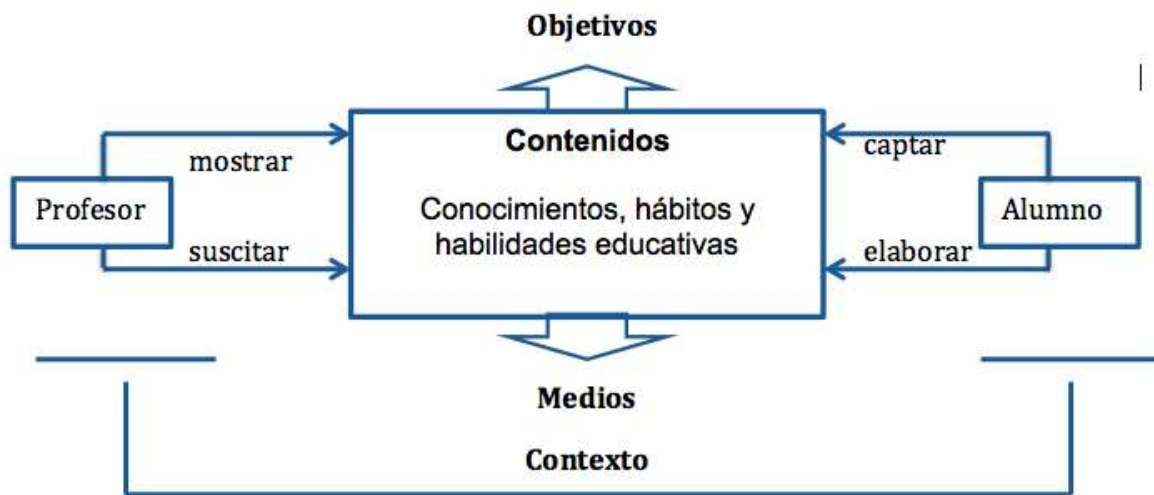 Objetivos
Contenidos
mostrar
captar
Profesor
Conocimientos, hábitos y
habilidades educativas
Alumno
suscitar
elaborar
Medios
Contexto